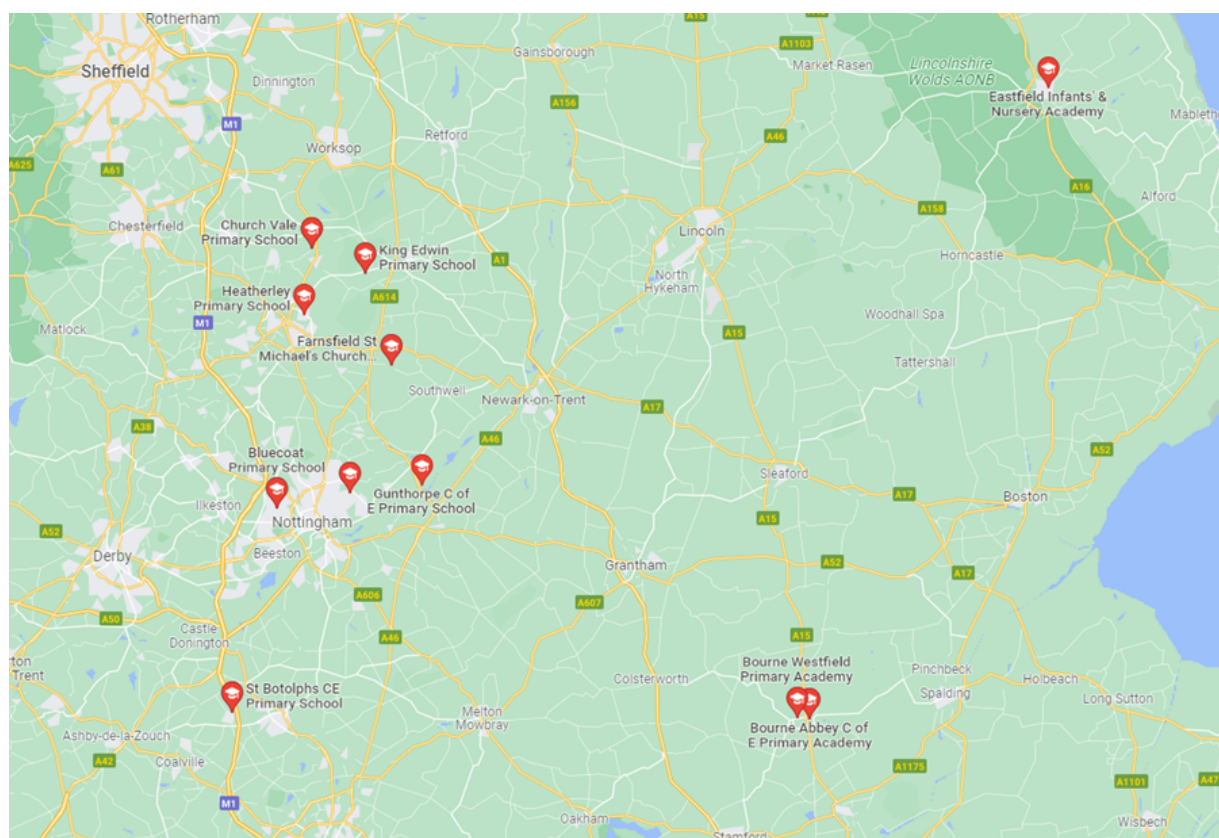 Rotherham
A15
Gainsborough
A1103
Market Rasen
Sheffield
Dinnington
Lincolnshire
Wolds AONB
Eastfield Infants' &
Nursery Academy
Mableth
M1
A156
A46
Retford
Worksop
A625
A61
A16
Alford
Chesterfield
Church Vale
Primary School
King Edwin
Primary School
A158
Lincoln
A1
Horncastle
North
Hykeham
Heatherley
Primary School
A614
Matlock
M1
Woodhall Spa
A15
Farnsfield St
Michael's Church...
Tattershall
Southwell
Newark-on-Trent
A17
A38
A46
A52
Bluecoat
Primary School
Sleaford
Ilkeston
Gunthorpe C of
E Primary School
A17
Boston
Nottingham
A15
A52
Derby
Beeston
Grantham
A52
A17
A606
A607
A50
Castle
Donington
A46
A15
ton
Trent
Bourne Westfield
Primary Academy
Pinchbeck
Colsterworth
Holbeach
St Botolphs CE
Primary School
Spalding
Long Sutton
Melton
Mowbray
Bourne Abbey C of
E Primary Academy
Ashby-de-la-Zouch
A42
Coalville
A1175
A1101
A47
M1
Oakham
Stamford
Wisbech